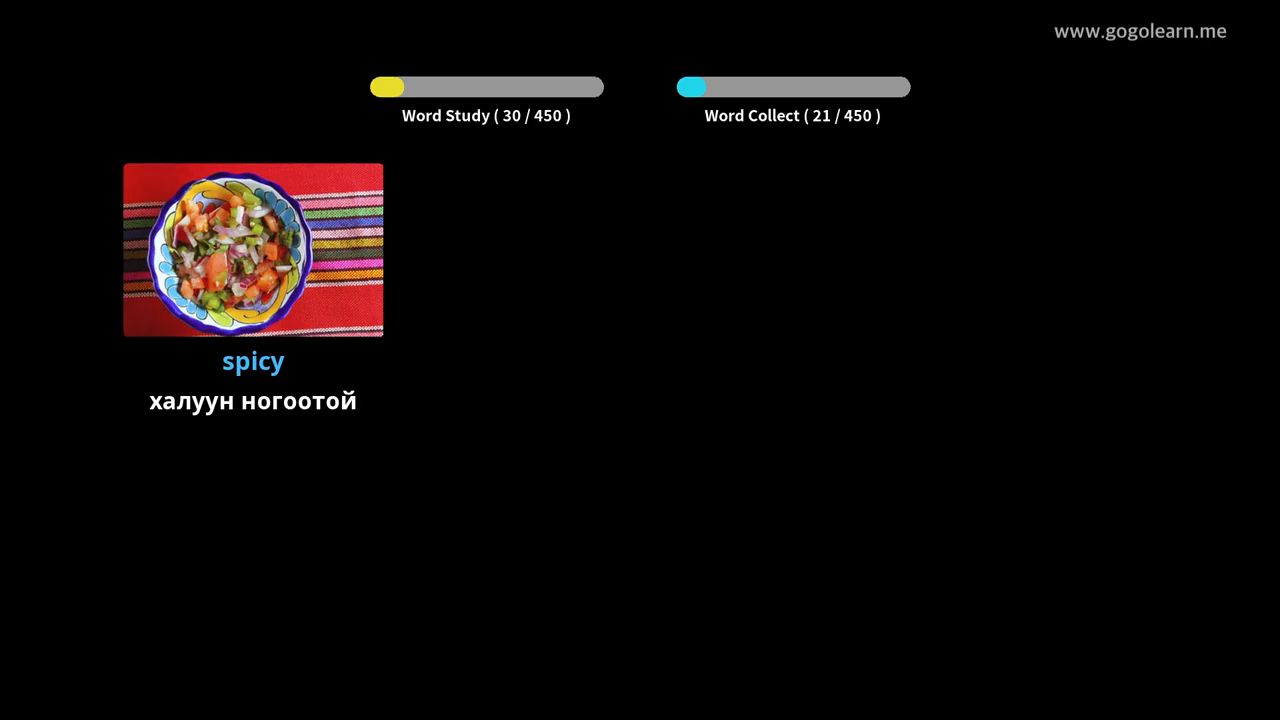 www.gogolearn.me
Word Study ( 30 / 450 )
Word Collect ( 21 / 450 )
spicy
халуун ногоотой